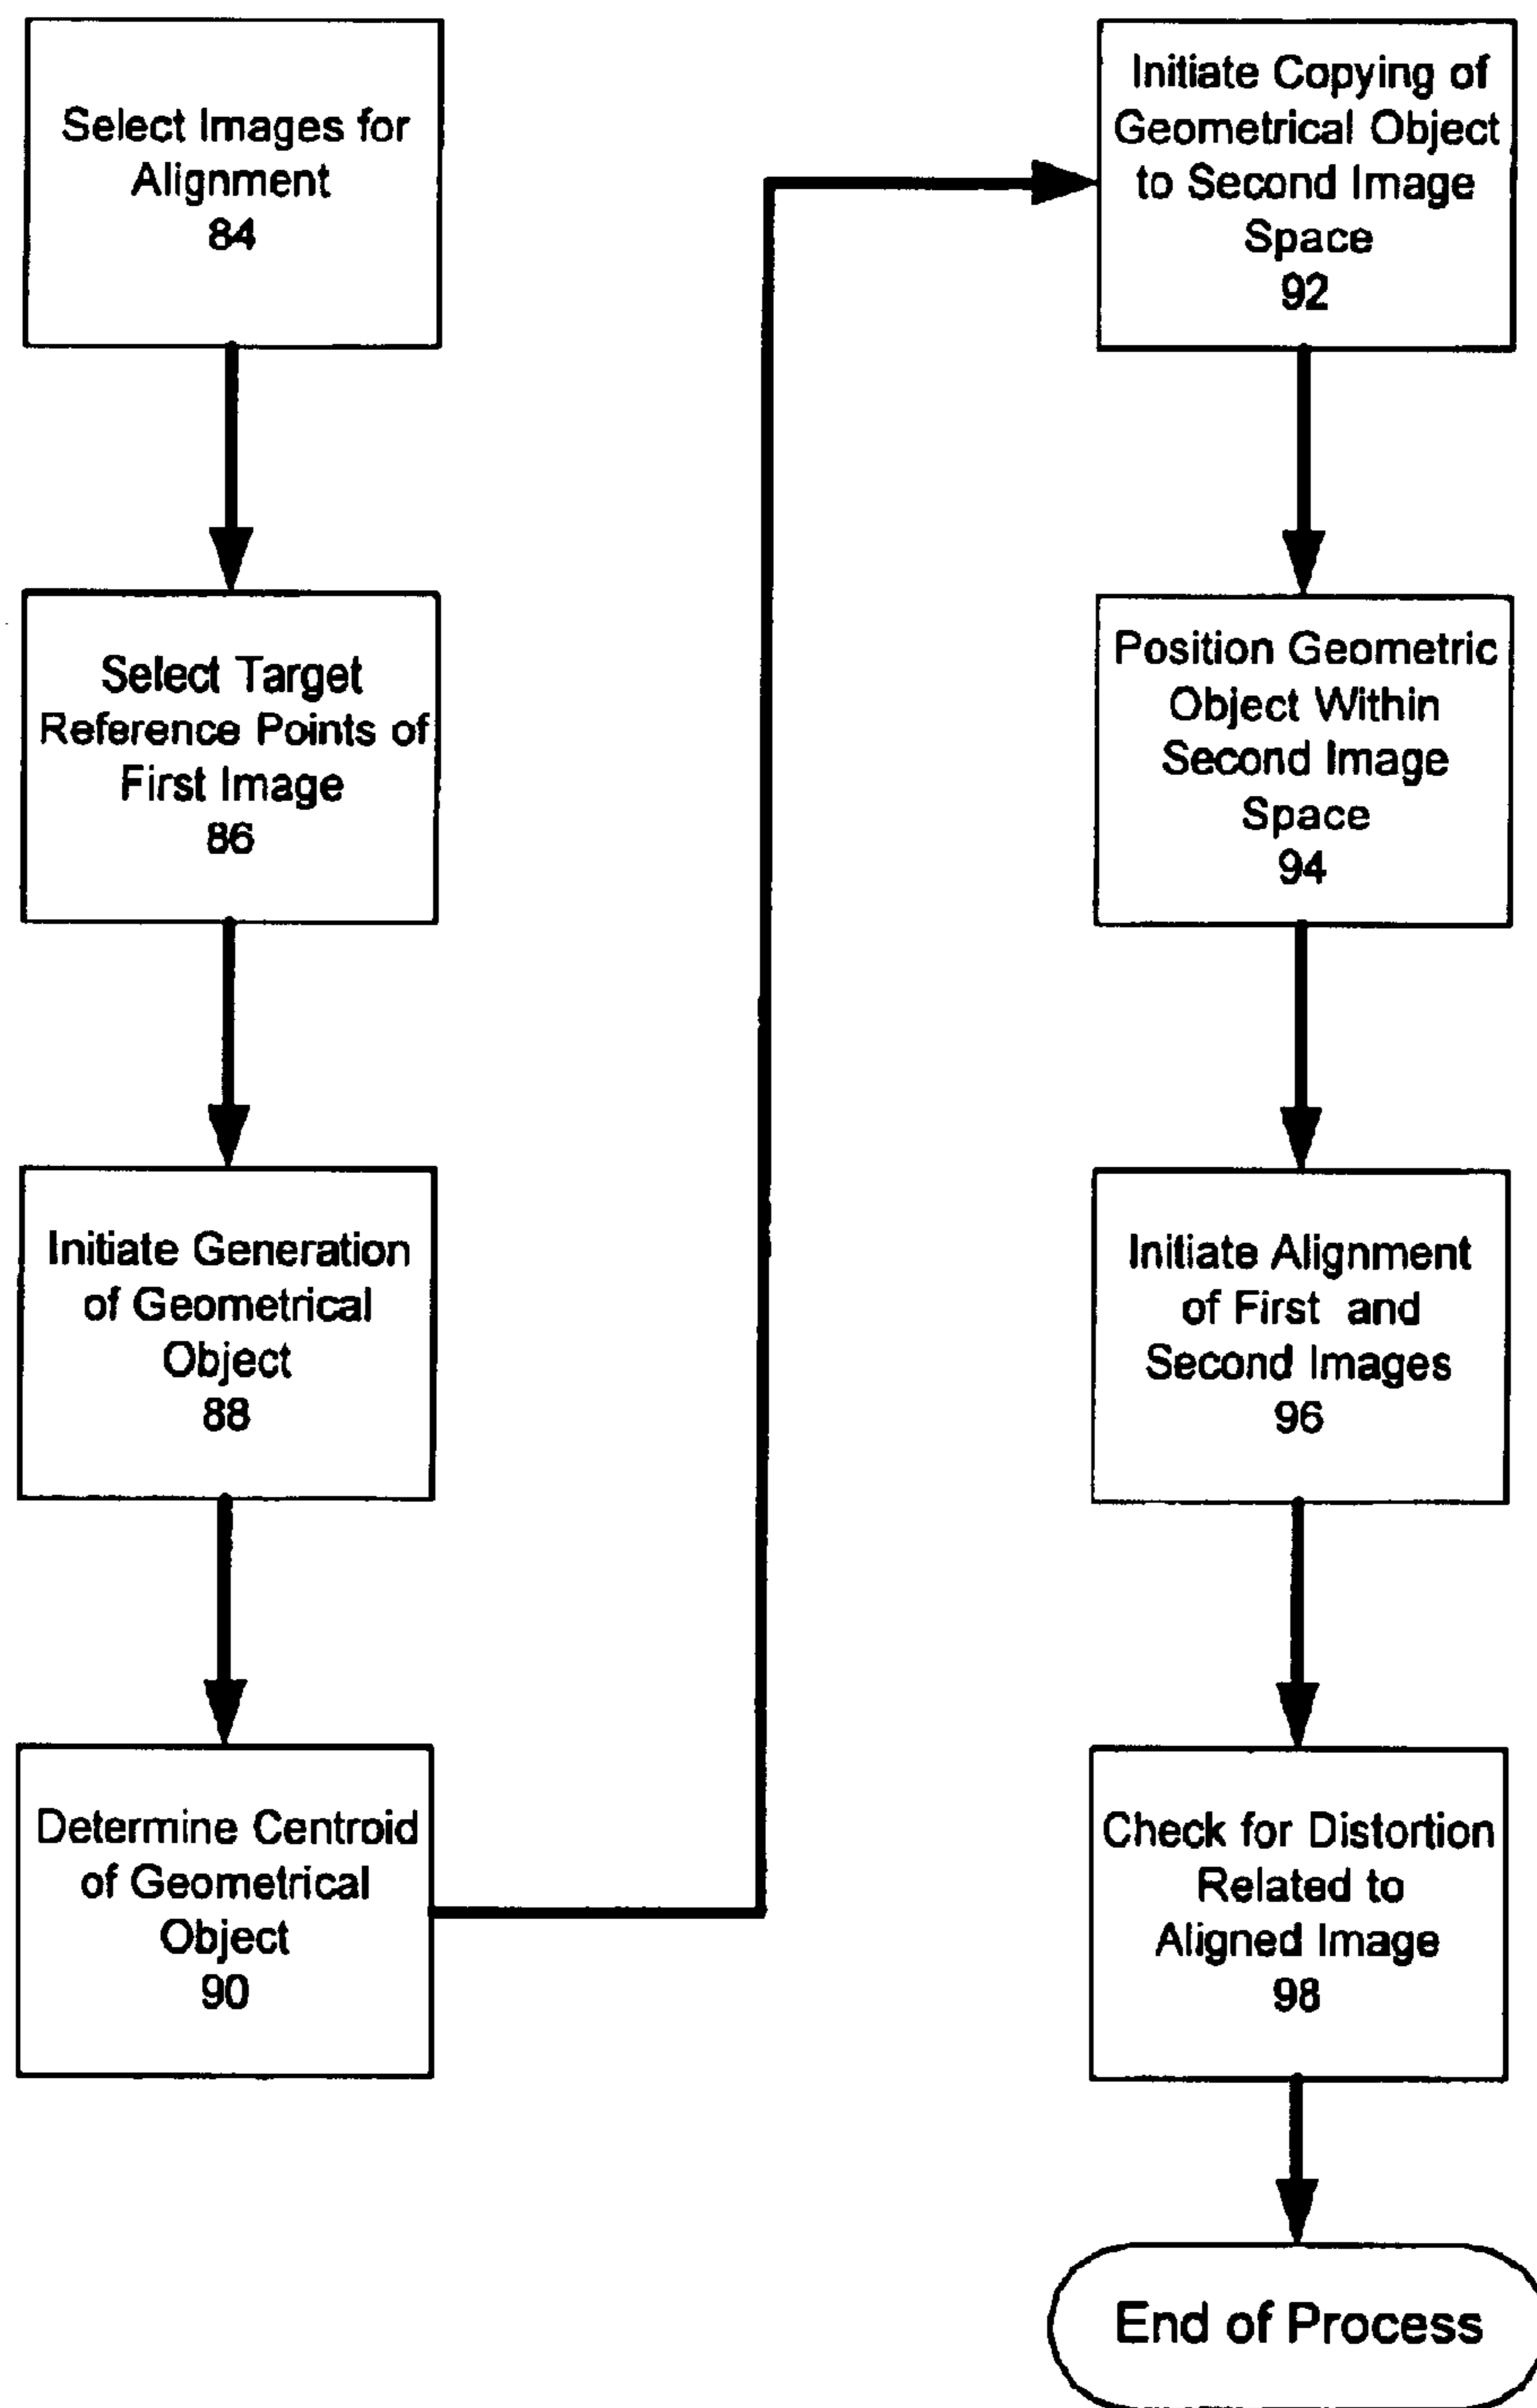 Select Images for
Alignment
84
Select Target
Reference Points of
First Image
86
Initiate Generation
of Geometrical
Object
88
Determine Centroid
of Geometrical
Object
90
Initiate Copying of
Geometrical Object
to Second Image
Space
92
Position Geometric
Object Within
Second Image
Space
94
Initiate Alignment
of First and
Second Images
96
Check for Distortion
Related to
Aligned Image
98
End of Process